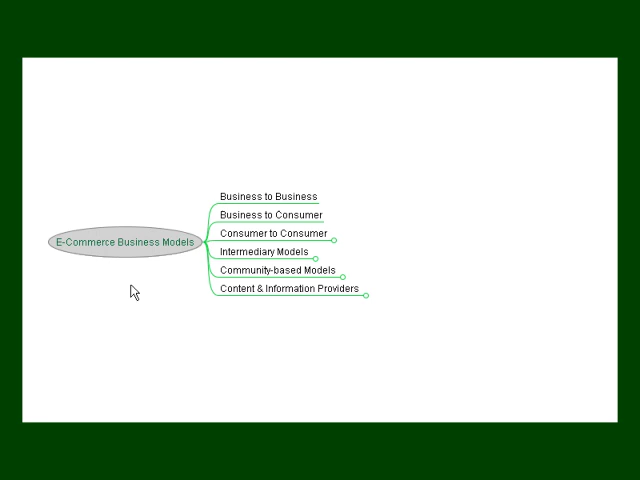 Business to Business
Business to Consumer
Consumer to Consumer
E-Commerce Business Models
Intermediary Models
Community-based Models
Content & Information Providers